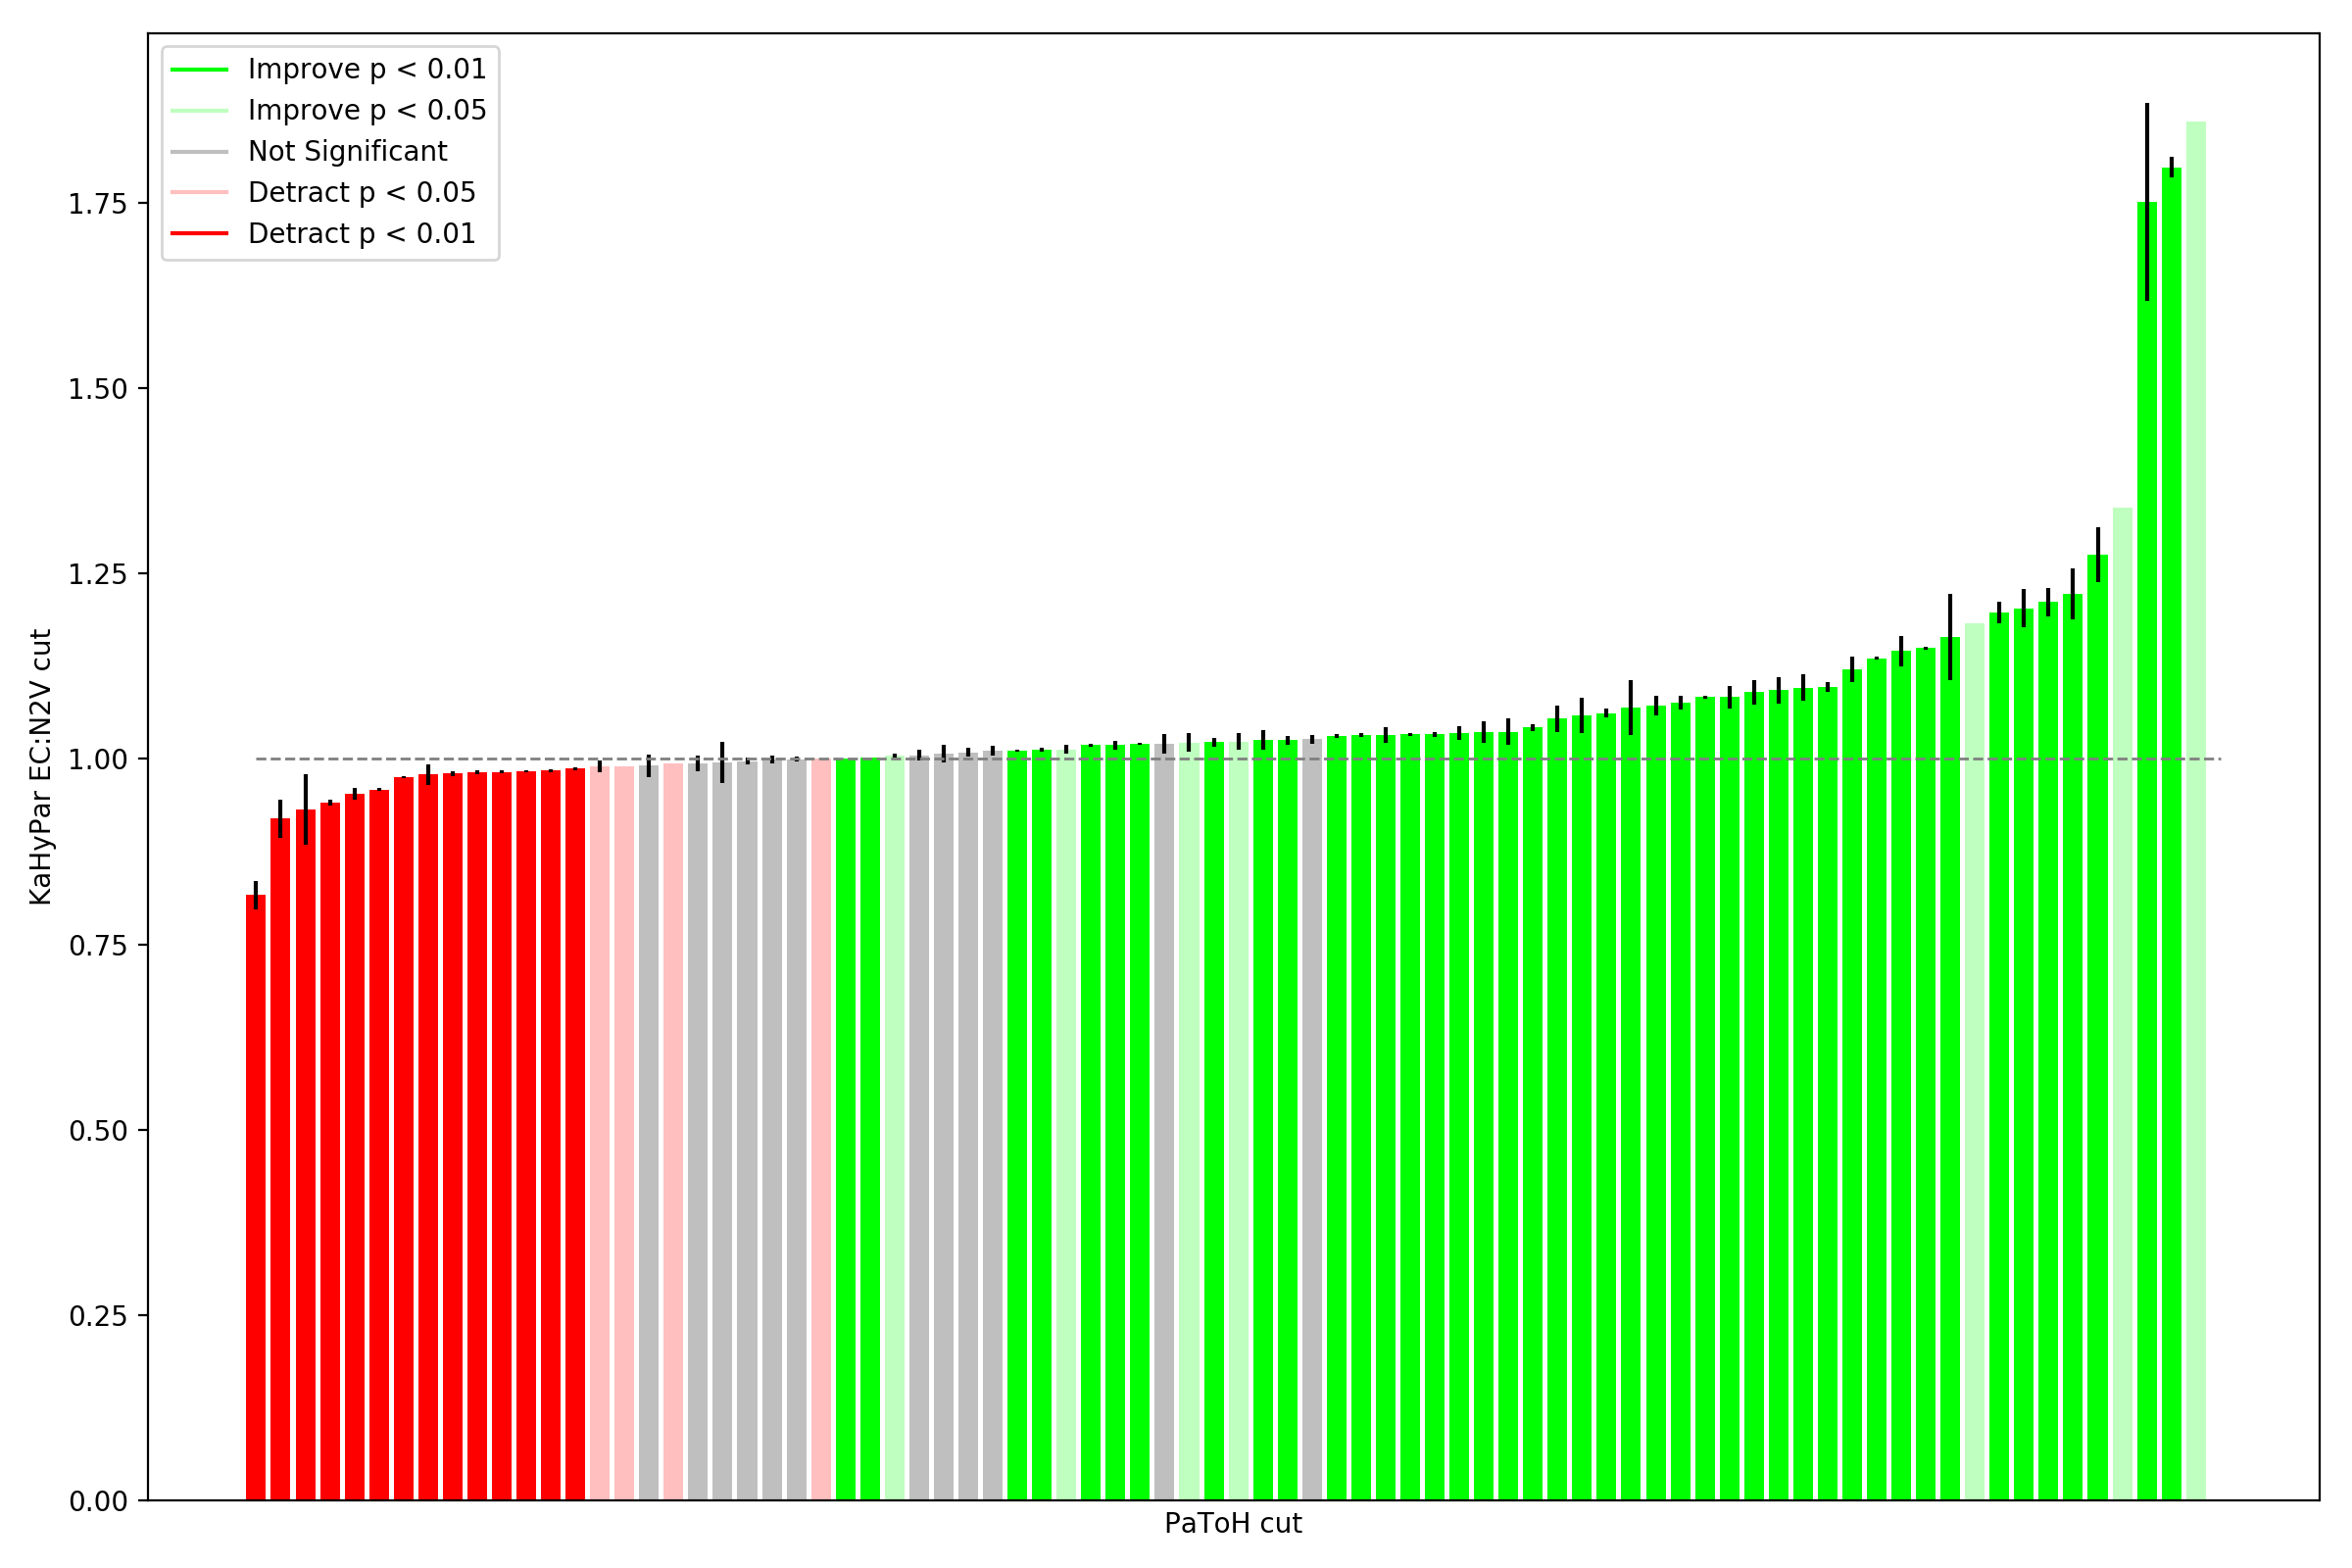 Improve p < 0.01
Improve p < 0.05
Not Significant
Detract p < 0.05
Detract p < 0.01
1.75
1.50
1.25
1.00
0.75
0.50
0.25
0.00
KaHyPar EC:N2V cut
PaToH cut